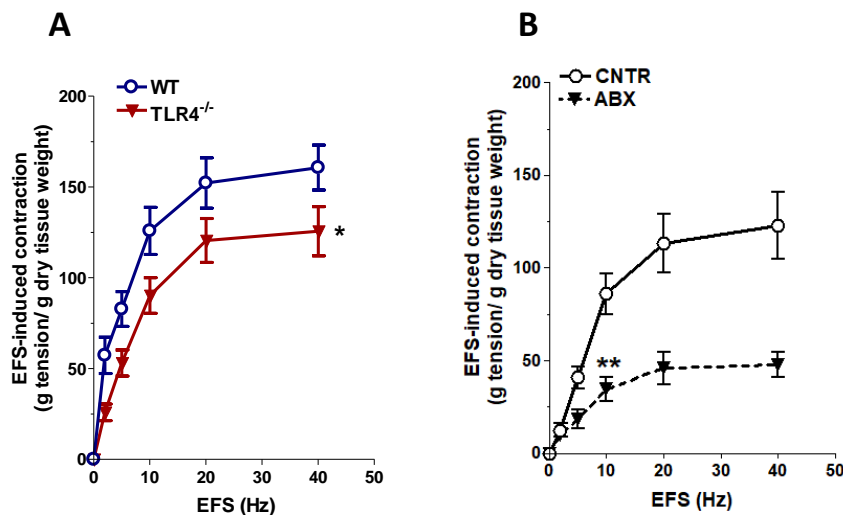 A
WT
TLR4-/-
200
150
100
50
0
EFS-induced contraction
(g tension/ g dry tissue weight)
*
0 10 20 30 40 50
EFS (Hz)
B
CNTR
ABX
200
150
100
50
0
EFS-induced contraction
(g tension/ g dry tissue weight)
**
0 10 20 30 40 50
EFS (Hz)